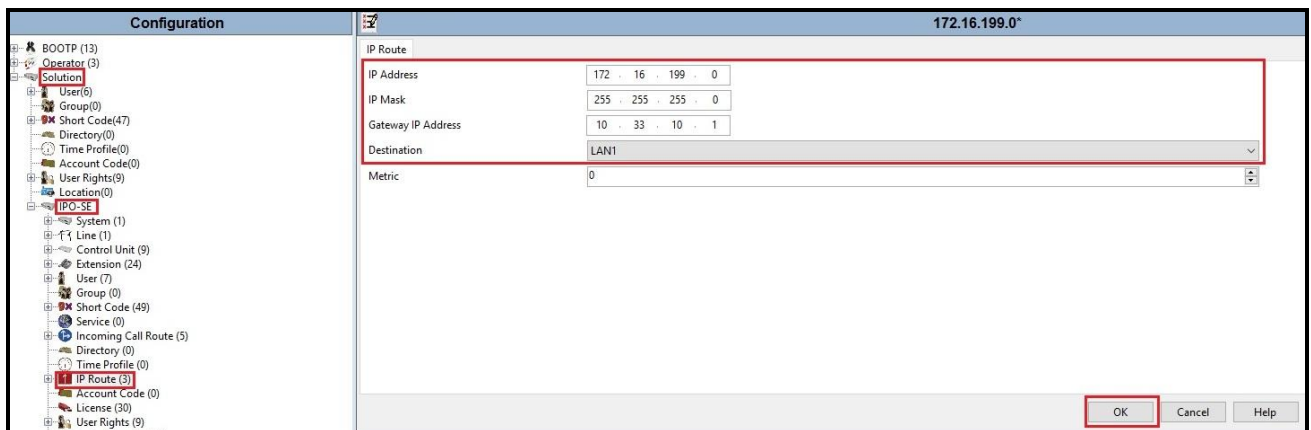 Configuration
BOOTP (13)
Operator (3)
Solution
User(6)
Group(0)
Short Code(47)
Directory(0)
Time Profile(0)
Account Code(0)
User Rights(9)
Location(0)
IPO-SE
System (1)
Line (1)
Control Unit (9)
Extension (24)
User (7)
Group (0)
Short Code (49)
Service (0)
Incoming Call Route (5)
Directory (0)
Time Profile (0)
IP Route (3)
Account Code (0)
License (30)
User Rights (9)
172.16.199.0*
IP Route
IP Address 172 . 16 . 199 . 0
IP Mask 255 . 255 . 255 . 0
Gateway IP Address 10 . 33 . 10 . 1
Destination LAN1
Metric 0
OK Cancel Help